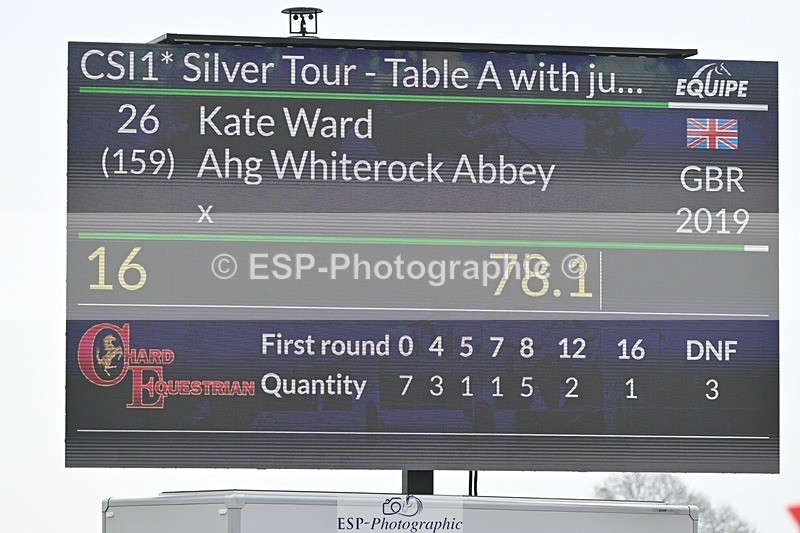 CSI1* Silver Tour - Table A with ju...
EQUIPE
26 Kate Ward
(159) Ahg Whiterock Abbey
GBR
x
2019
16 78.1
© ESP-Photographic ©
CHARD
EQUESTRIAN
First round 0 4 5 7 8 12 16 DNF
Quantity 7 3 1 1 5 2 1 3
ESP-Photographic